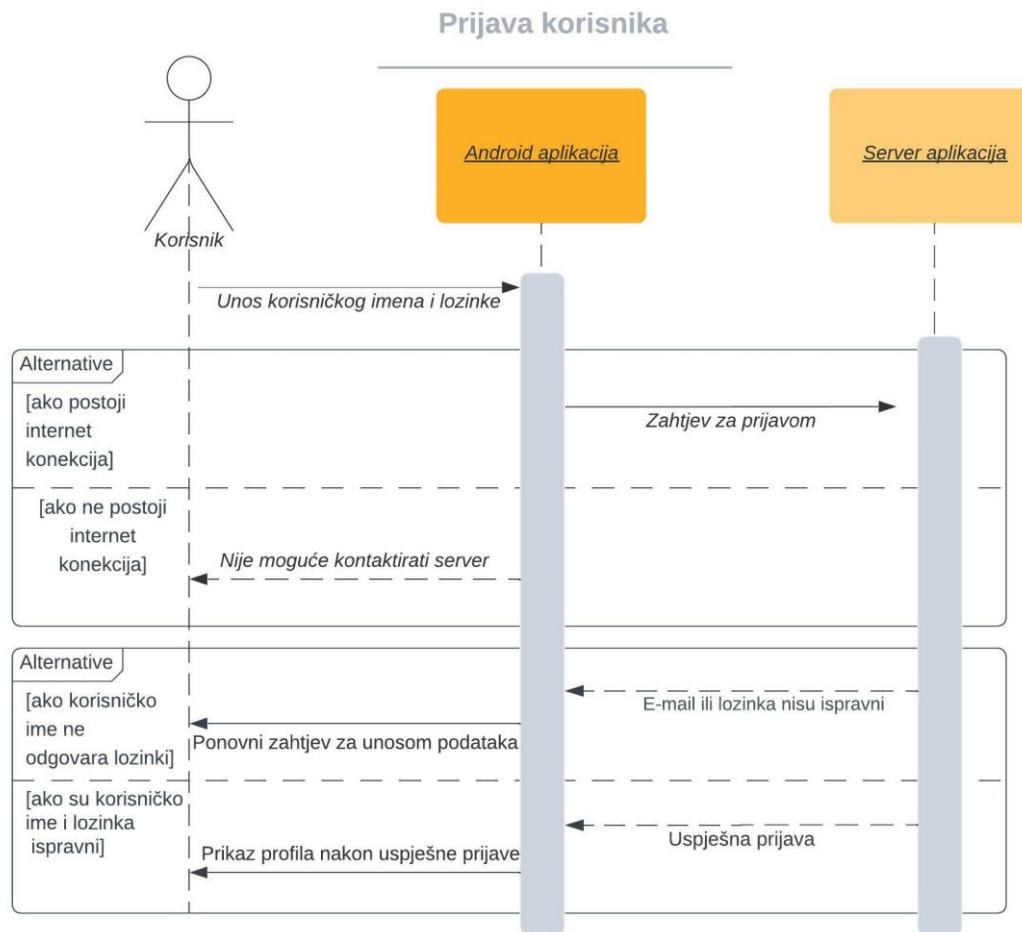 Prijava korisnika
Android aplikacija
Server aplikacija
Korisnik
Unos korisničkog imena i lozinke
Alternative
[ako postoji
internet
konekcija]
Zahtjev za prijavom
[ako ne postoji
internet
konekcija]
Nije moguće kontaktirati server
Alternative
[ako korisničko
ime ne
odgovara lozinki]
E-mail ili lozinka nisu ispravni
Ponovni zahtjev za unosom podataka
[ako su korisničko
ime i lozinka
ispravni]
Uspješna prijava
Prikaz profila nakon uspješne prijave